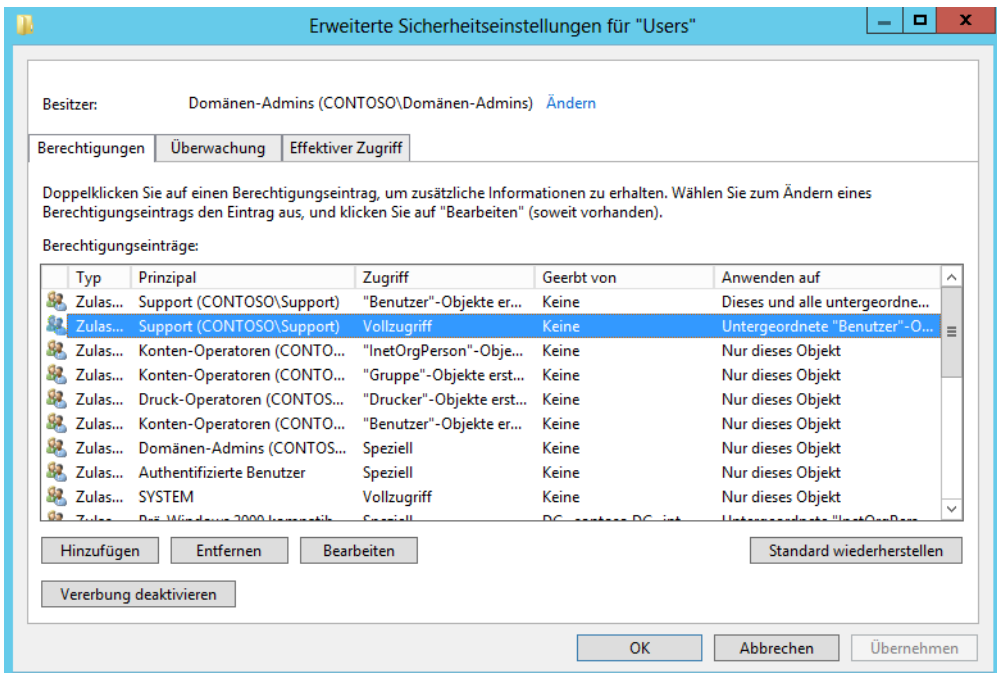 Erweiterte Sicherheitseinstellungen für "Users"
Besitzer: Domänen-Admins (CONTOSO\Domänen-Admins) Ändern
Berechtigungen Überwachung Effektiver Zugriff
Doppelklicken Sie auf einen Berechtigungseintrag, um zusätzliche Informationen zu erhalten. Wählen Sie zum Ändern eines
Berechtigungseintrags den Eintrag aus, und klicken Sie auf "Bearbeiten" (soweit vorhanden).
Berechtigungseinträge:
Typ Prinzipal Zugriff Geerbt von Anwenden auf
Zulas... Support (CONTOSO\Support) "Benutzer"-Objekte er... Keine Dieses und alle untergeordne...
Zulas... Support (CONTOSO\Support) Vollzugriff Keine Untergeordnete "Benutzer"-O...
Zulas... Konten-Operatoren (CONTO... "InetOrgPerson"-Obje... Keine Nur dieses Objekt
Zulas... Konten-Operatoren (CONTO... "Gruppe"-Objekte erst... Keine Nur dieses Objekt
Zulas... Druck-Operatoren (CONTOS... "Drucker"-Objekte erst... Keine Nur dieses Objekt
Zulas... Konten-Operatoren (CONTO... "Benutzer"-Objekte er... Keine Nur dieses Objekt
Zulas... Domänen-Admins (CONTOS... Speziell Keine Nur dieses Objekt
Zulas... Authentifizierte Benutzer Speziell Keine Nur dieses Objekt
Zulas... SYSTEM Vollzugriff Keine Nur dieses Objekt
Hinzufügen Entfernen Bearbeiten Standard wiederherstellen
Vererbung deaktivieren
OK Abbrechen Übernehmen